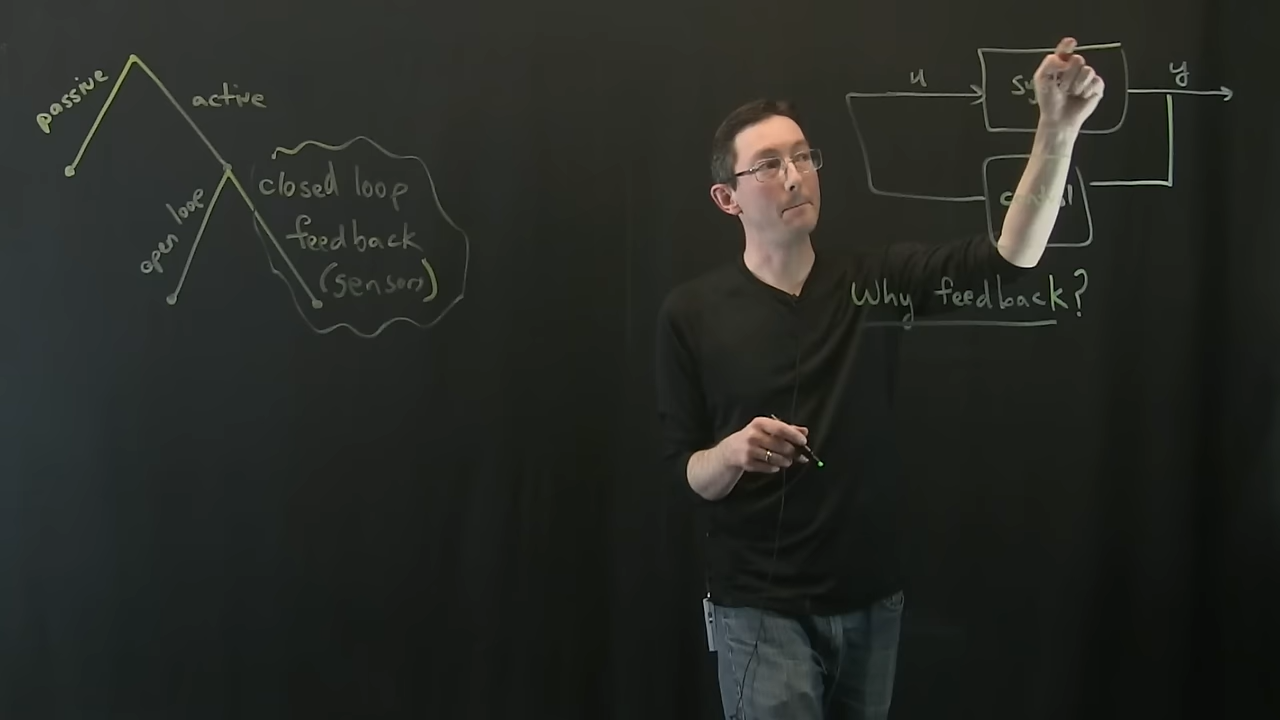 passive
active
open loop
closed loop
feedback
(sensors)
u
y
Why feedback?